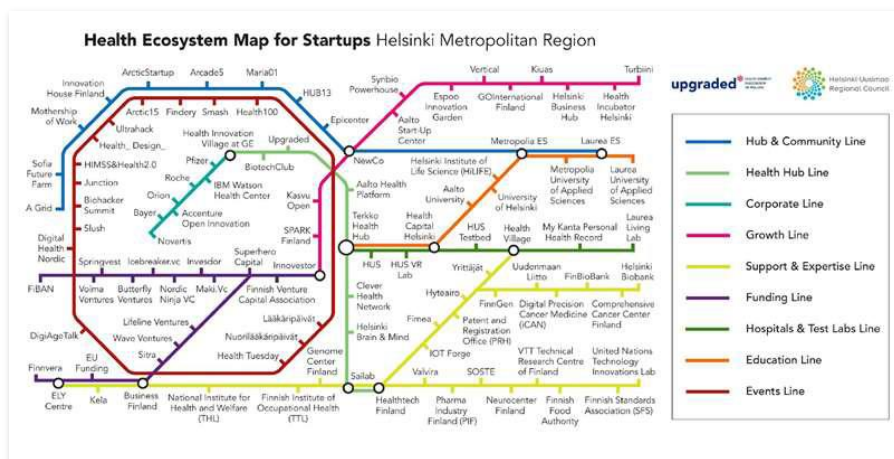 Health Ecosystem Map for Startups Helsinki Metropolitan Region
upgraded
Helsinki-Uusimaa
Regional Council
ArcticStartup
Arcade5
Maria01
Innovation
House Finland
HUB13
Mothership
of Work
Epicenter
Sofia
Future
Farm
A Grid
Arctic15
Findery
Smash
Health100
Ultrahack
Health_ Design_
HIMSS&Health2.0
Junction
Biohacker
Summit
Slush
Digital
Health
Nordic
DigiAgeTalk
Lääkäripäivät
Nuorilääkäripäivät
Health Tuesday
Health Innovation
Village at GE
Upgraded
BiotechClub
Pfizer
Roche
IBM Watson
Health Center
Orion
Accenture
Open Innovation
Bayer
Novartis
Synbio
Powerhouse
Vertical
Kiuas
Turbiini
Aalto
Start-Up
Center
Espoo
Innovation
Garden
GOInternational
Finland
Helsinki
Business
Hub
Health
Incubator
Helsinki
NewCo
Kasvu
Open
SPARK
Finland
Innovestor
Metropolia ES
Laurea ES
Helsinki Institute of
Life Science (HiLIFE)
Metropolia
University
of Applied
Sciences
Laurea
University
of Applied
Sciences
Aalto
University
University
of Helsinki
Aalto Health
Platform
Terkko
Health
Hub
Health
Capital
Helsinki
HUS
Testbed
Health
Village
My Kanta Personal
Health Record
Laurea
Living
Lab
HUS
HUS VR
Lab
Clever
Health
Network
Helsinki
Brain & Mind
Sailab
Springvest
Icebreaker.vc
Invesdor
Superhero
Capital
FiBAN
Voima
Ventures
Butterfly
Ventures
Nordic
Ninja VC
Maki.Vc
Finnish Venture
Capital Association
Lifeline Ventures
Wave Ventures
Sitra
Finnvera
EU
Funding
Business
Finland
ELY
Centre
Kela
National Institute for
Health and Welfare
(THL)
Finnish Institute of
Occupational Health (TTL)
Genome
Center
Finland
Yrittäjät
Uudenmaan
Liitto
FinBioBank
Helsinki
Biobank
Hyteairo
FinnGen
Digital Precision
Cancer Medicine
(iCAN)
Comprehensive
Cancer Center
Finland
Fimea
Patent and
Registration
Office (PRH)
IOT Forge
Valvira
SOSTE
VTT Technical
Research Centre
of Finland
United Nations
Technology
Innovations Lab
Healthtech
Finland
Pharma
Industry
Finland (PIF)
Neurocenter
Finland
Finnish
Food
Authority
Finnish Standards
Association (SFS)
Hub & Community Line
Health Hub Line
Corporate Line
Growth Line
Support & Expertise Line
Funding Line
Hospitals & Test Labs Line
Education Line
Events Line